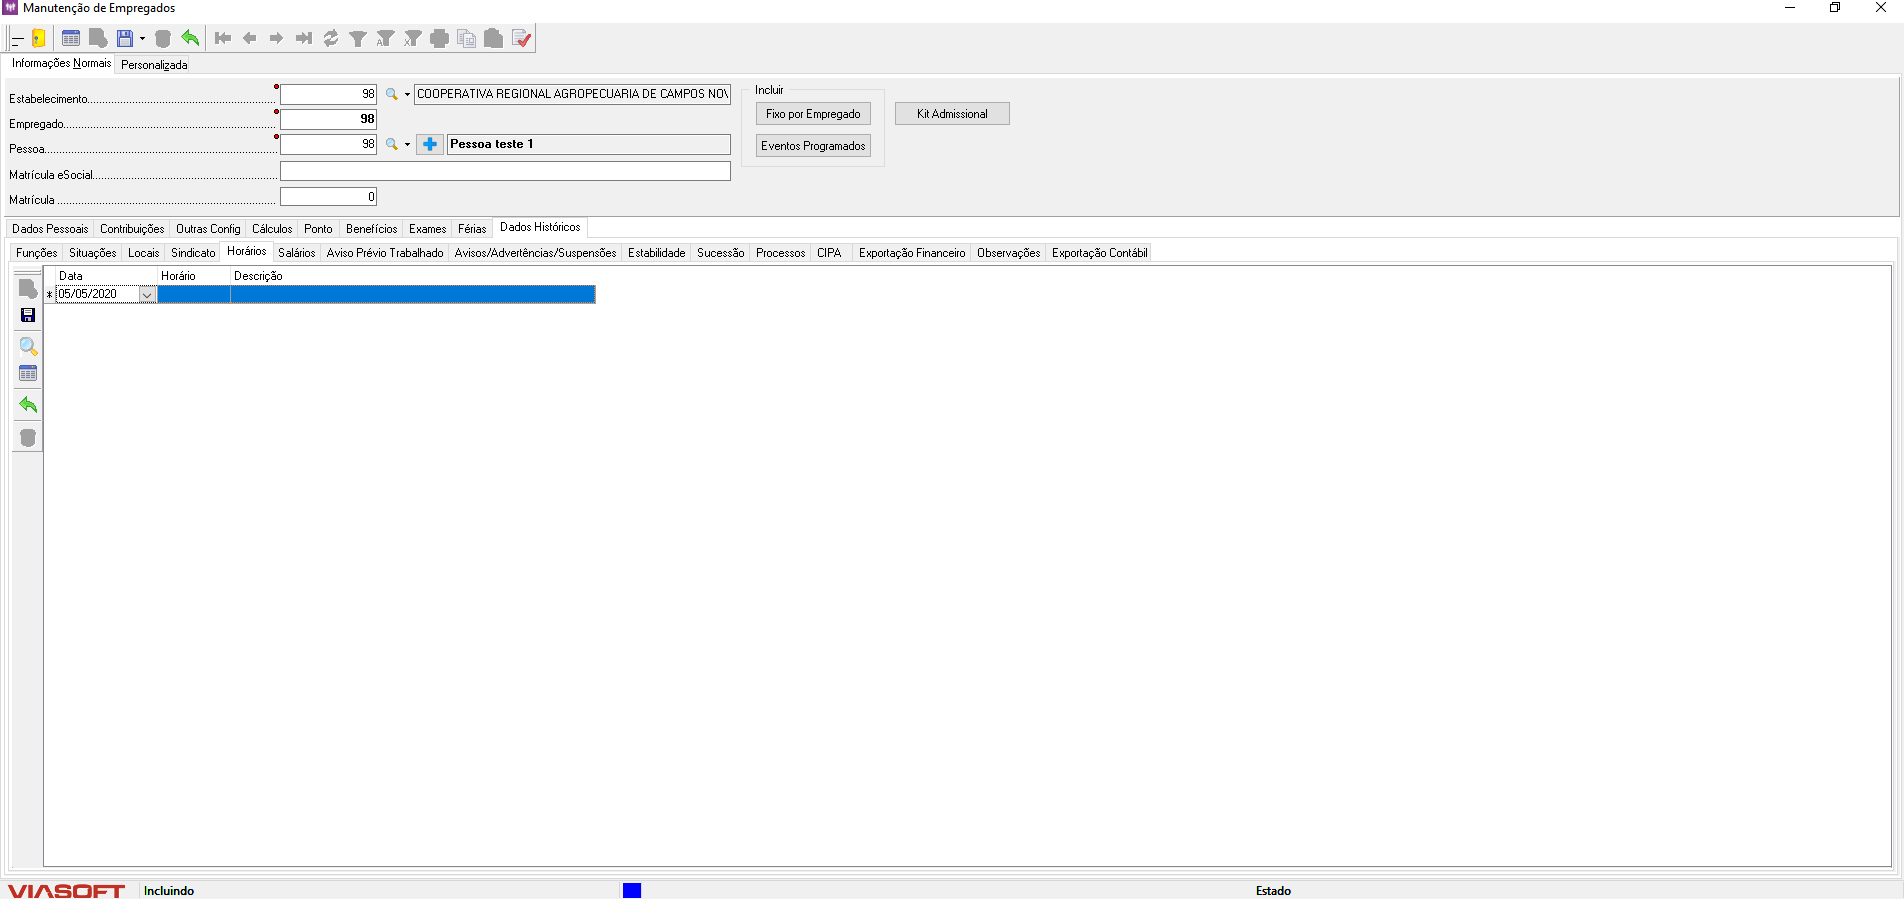 Manutenção de Empregados
Informações Normais Personalizada
Estabelecimento 98 COOPERATIVA REGIONAL AGROPECUARIA DE CAMPOS NOV
Empregado 98
Pessoa 98 Pessoa teste 1
Matrícula eSocial
Matrícula 0
Incluir
Fixo por Empregado
Eventos Programados
Kit Admissional
Dados Pessoais Contribuições Outras Config Cálculos Ponto Benefícios Exames Férias Dados Históricos
Funções Situações Locais Sindicato Horários Salários Aviso Prévio Trabalhado Avisos/Advertências/Suspensões Estabilidade Sucessão Processos CIPA Exportação Financeiro Observações Exportação Contábil
Data Horário Descrição
* 05/05/2020
VIASOFT Incluindo Estado